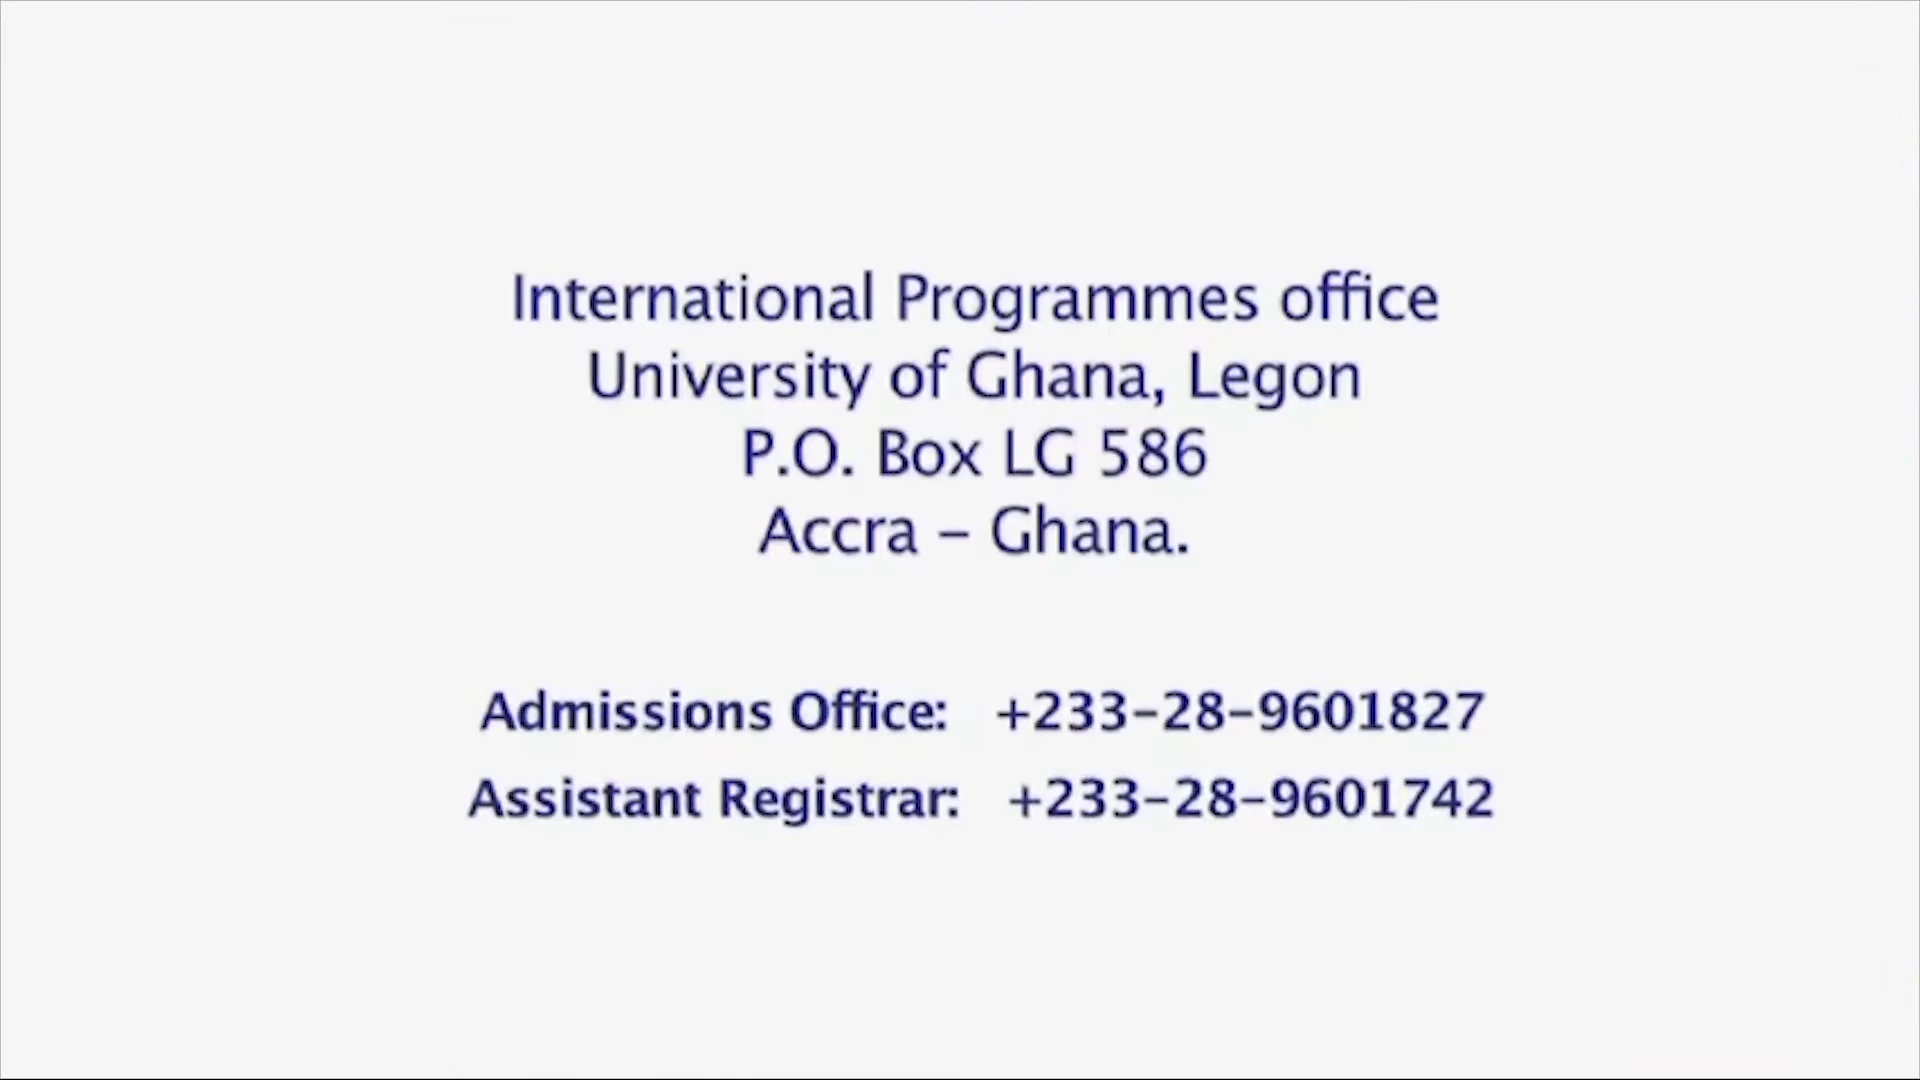 International Programmes office
University of Ghana, Legon
P.O. Box LG 586
Accra – Ghana.
Admissions Office: +233-28-9601827
Assistant Registrar: +233-28-9601742